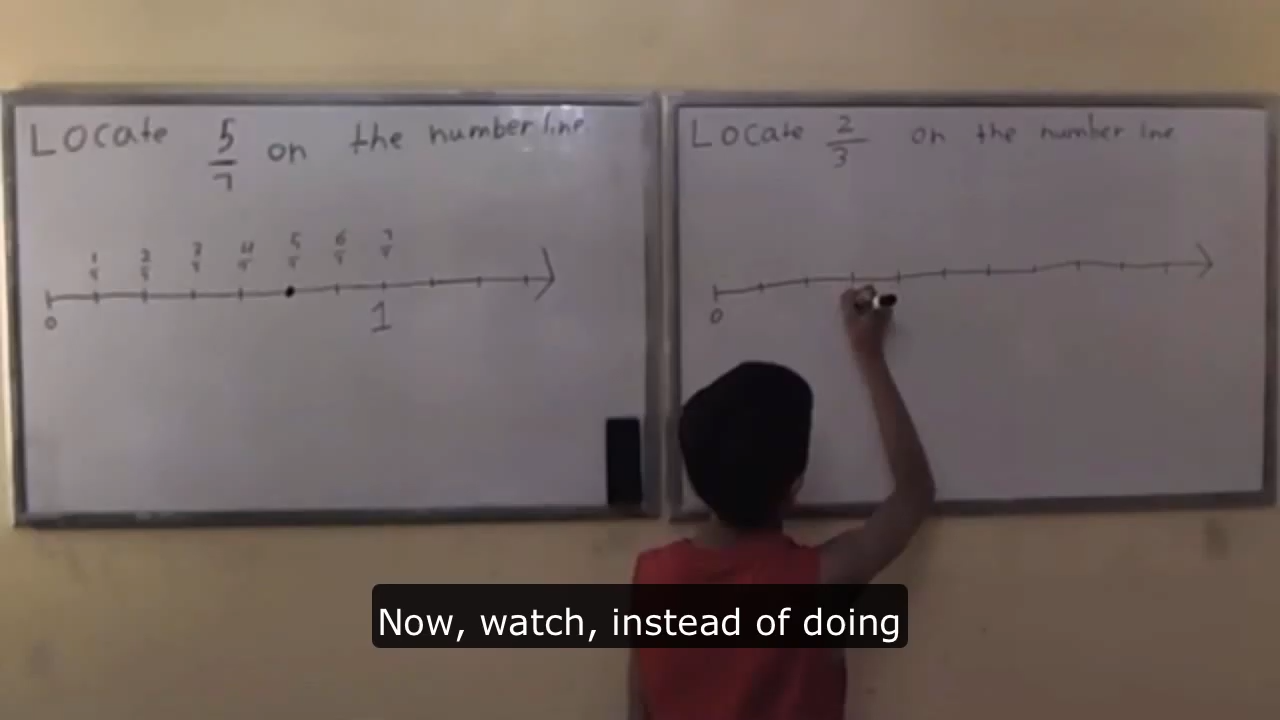 Locate 5/7 on the number line.
1/7 2/7 3/7 4/7 5/7 6/7 7/7
0 1
Locate 2/3 on the number line
0
Now, watch, instead of doing